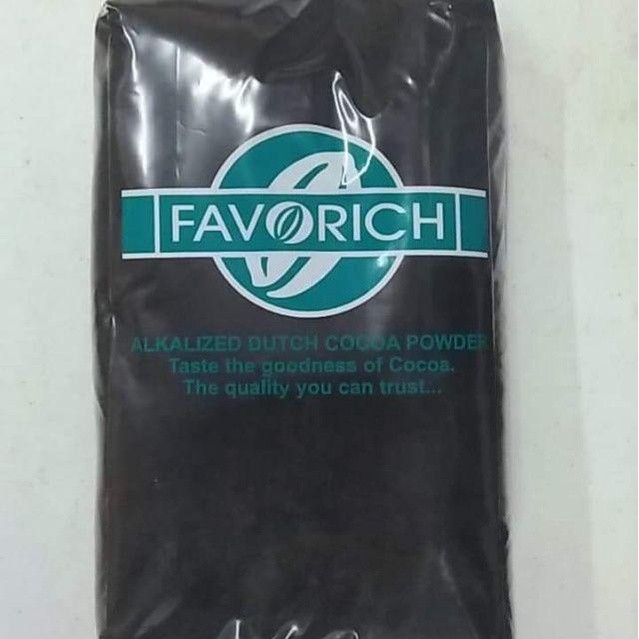 FAVORICH
ALKALIZED DUTCH COCOA POWDER
Taste the goodness of Cocoa.
The quality you can trust...